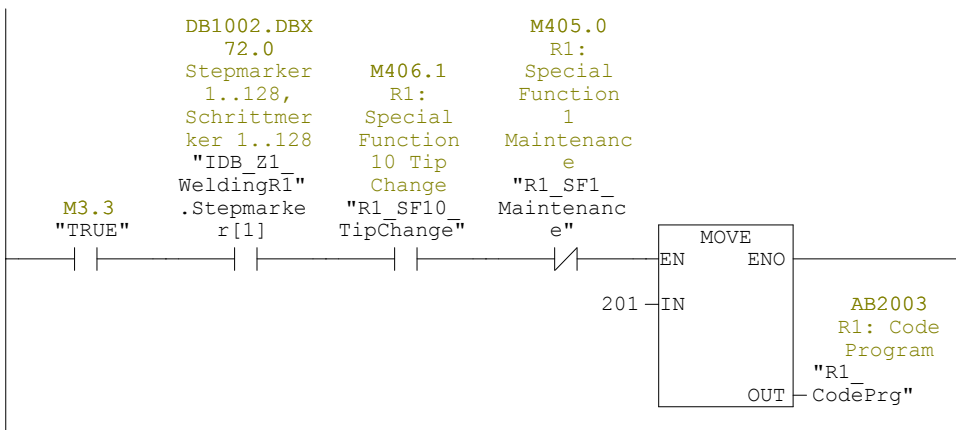 DB1002.DBX
72.0
Stepmarker
1..128,
Schrittmer
ker 1..128
"IDB_Z1_
WeldingR1"
.Stepmarke
r[1]
M406.1
R1:
Special
Function
10 Tip
Change
"R1_SF10_
TipChange"
M405.0
R1:
Special
Function
1
Maintenanc
e
"R1_SF1_
Maintenanc
e"
M3.3
"TRUE"
MOVE
EN ENO
201 IN
OUT
AB2003
R1: Code
Program
"R1_
CodePrg"